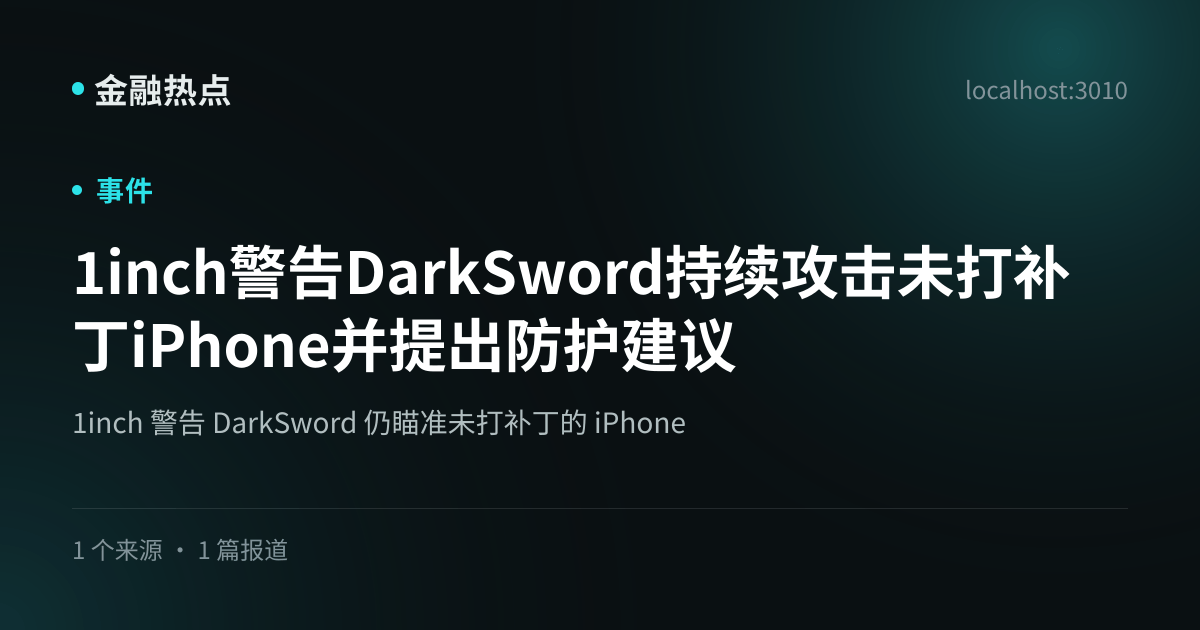 金融热点
localhost:3010
事件
1inch警告DarkSword持续攻击未打补
丁iPhone并提出防护建议
1inch 警告 DarkSword 仍瞄准未打补丁的 iPhone
1 个来源 · 1 篇报道